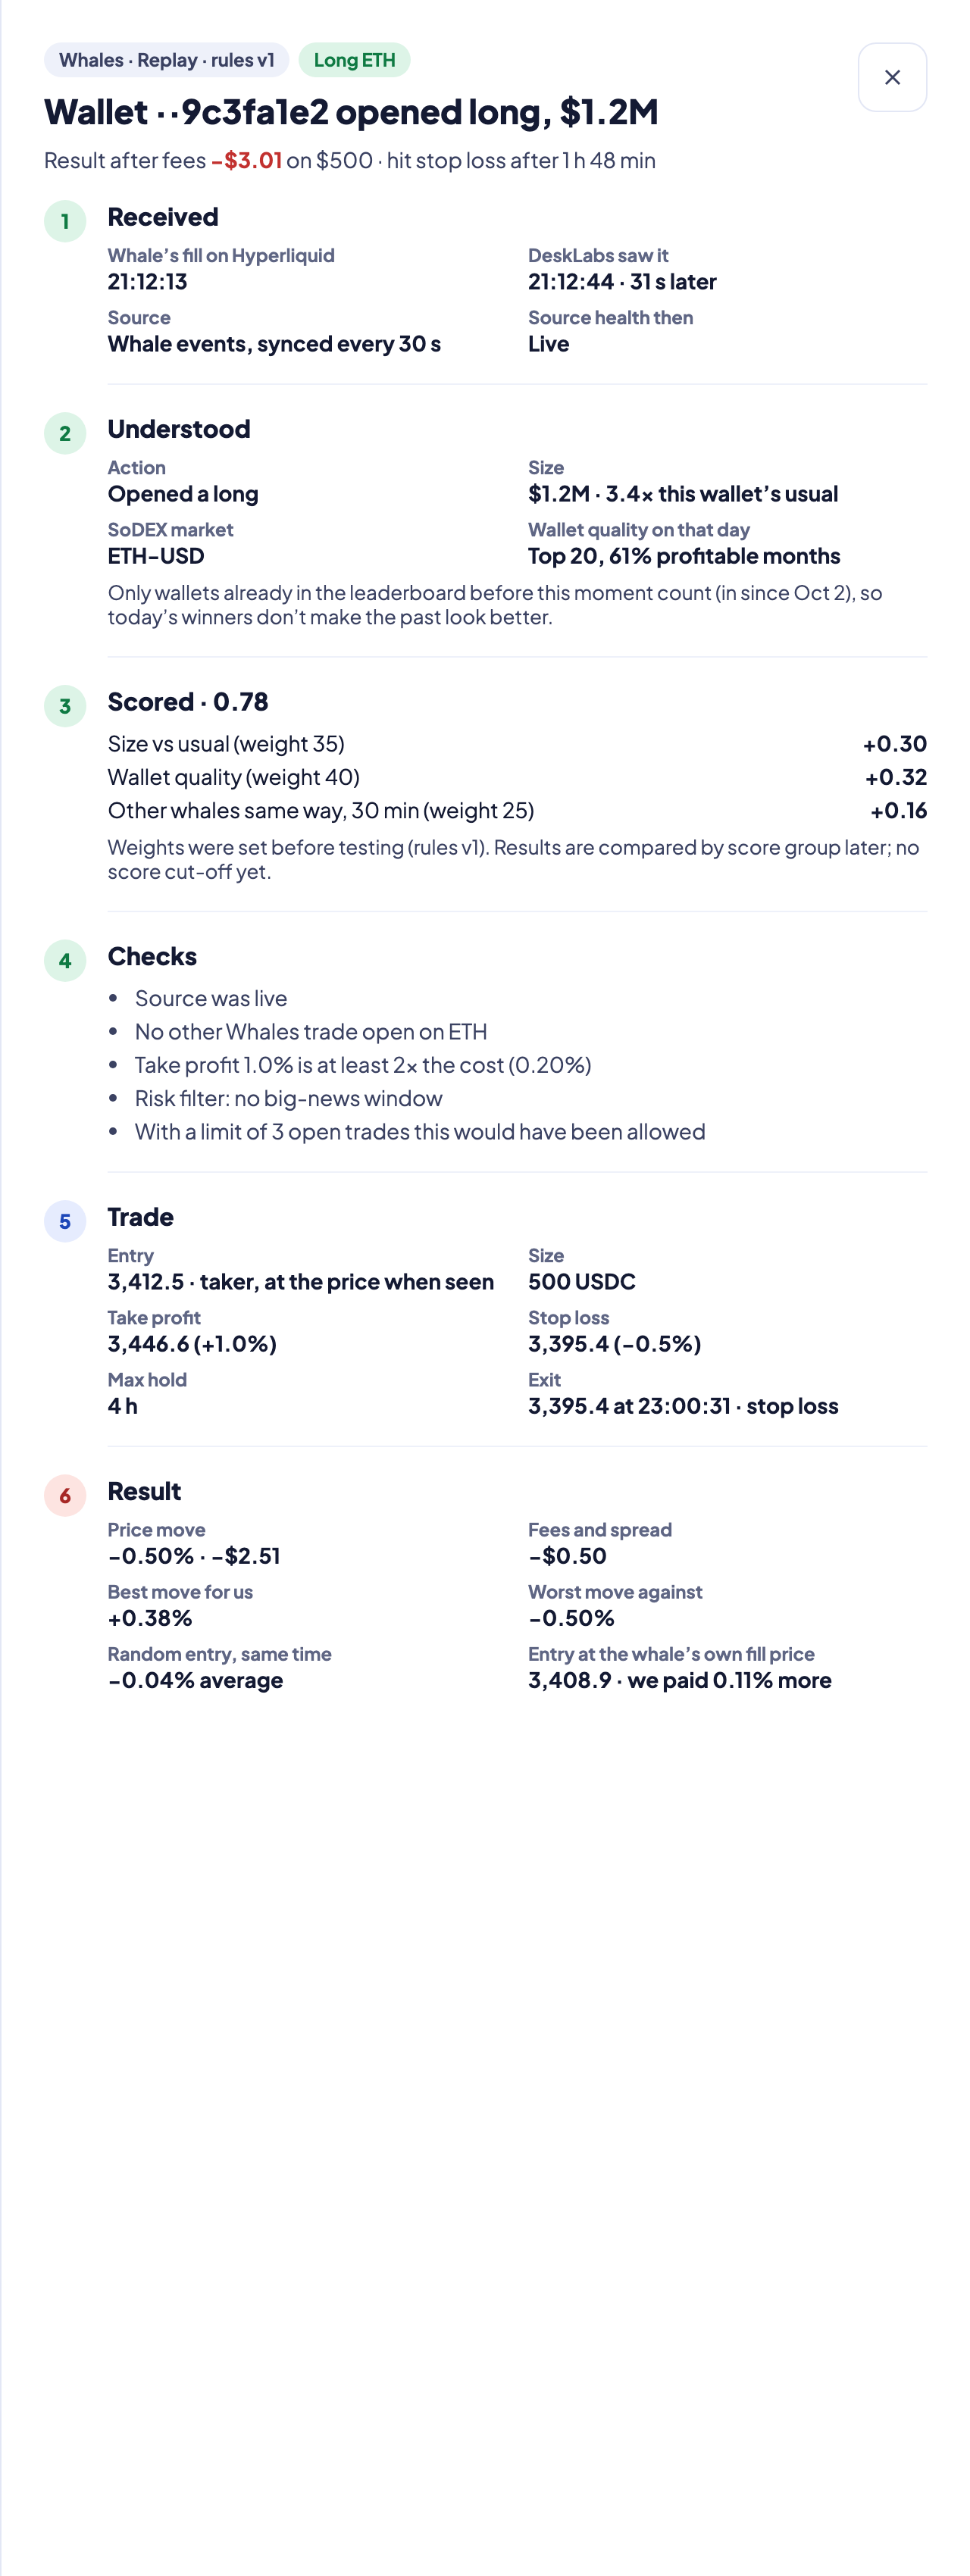 Whales · Replay · rules v1
Long ETH
Wallet ··9c3fa1e2 opened long, $1.2M
Result after fees −$3.01 on $500 · hit stop loss after 1 h 48 min
1
Received
Whale’s fill on Hyperliquid
21:12:13
DeskLabs saw it
21:12:44 · 31 s later
Source
Whale events, synced every 30 s
Source health then
Live
2
Understood
Action
Opened a long
Size
$1.2M · 3.4× this wallet’s usual
SoDEX market
ETH-USD
Wallet quality on that day
Top 20, 61% profitable months
Only wallets already in the leaderboard before this moment count (in since Oct 2), so
today’s winners don’t make the past look better.
3
Scored · 0.78
Size vs usual (weight 35)
+0.30
Wallet quality (weight 40)
+0.32
Other whales same way, 30 min (weight 25)
+0.16
Weights were set before testing (rules v1). Results are compared by score group later; no
score cut-off yet.
4
Checks
• Source was live
• No other Whales trade open on ETH
• Take profit 1.0% is at least 2× the cost (0.20%)
• Risk filter: no big-news window
• With a limit of 3 open trades this would have been allowed
5
Trade
Entry
3,412.5 · taker, at the price when seen
Size
500 USDC
Take profit
3,446.6 (+1.0%)
Stop loss
3,395.4 (−0.5%)
Max hold
4 h
Exit
3,395.4 at 23:00:31 · stop loss
6
Result
Price move
−0.50% · −$2.51
Fees and spread
−$0.50
Best move for us
+0.38%
Worst move against
−0.50%
Random entry, same time
−0.04% average
Entry at the whale’s own fill price
3,408.9 · we paid 0.11% more